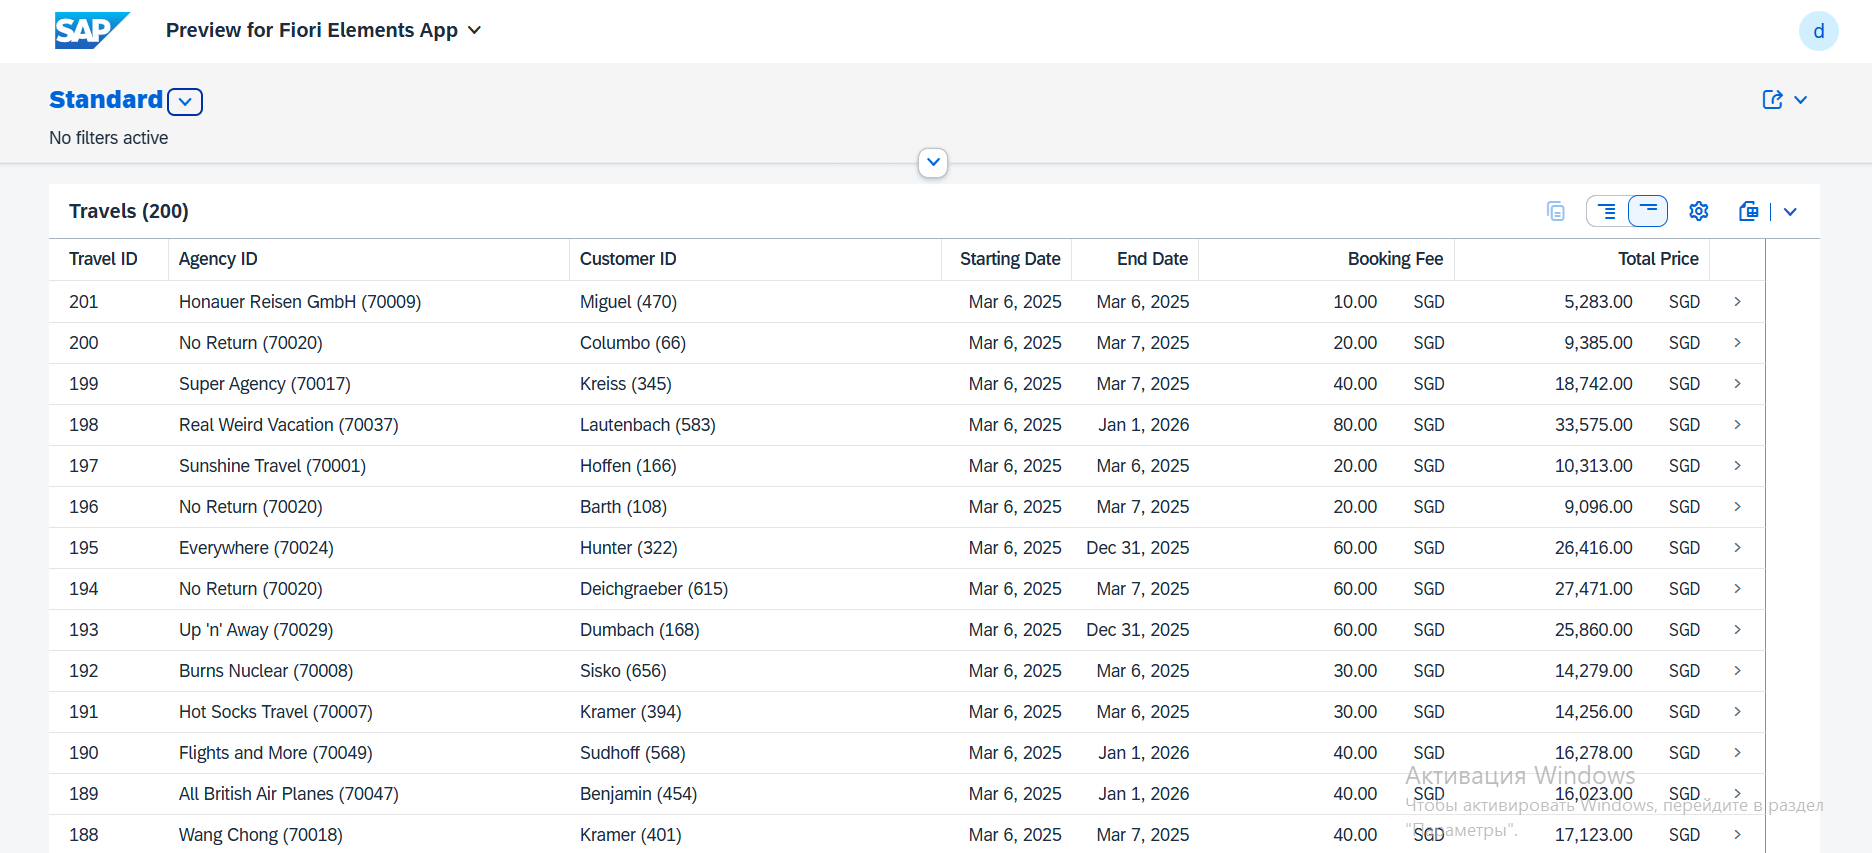 SAP Preview for Fiori Elements App d
Standard
No filters active
Travels (200)
Travel ID Agency ID Customer ID Starting Date End Date Booking Fee Total Price
201 Honauer Reisen GmbH (70009) Miguel (470) Mar 6, 2025 Mar 6, 2025 10.00 SGD 5,283.00 SGD
200 No Return (70020) Columbo (66) Mar 6, 2025 Mar 7, 2025 20.00 SGD 9,385.00 SGD
199 Super Agency (70017) Kreiss (345) Mar 6, 2025 Mar 7, 2025 40.00 SGD 18,742.00 SGD
198 Real Weird Vacation (70037) Lautenbach (583) Mar 6, 2025 Jan 1, 2026 80.00 SGD 33,575.00 SGD
197 Sunshine Travel (70001) Hoffen (166) Mar 6, 2025 Mar 6, 2025 20.00 SGD 10,313.00 SGD
196 No Return (70020) Barth (108) Mar 6, 2025 Mar 7, 2025 20.00 SGD 9,096.00 SGD
195 Everywhere (70024) Hunter (322) Mar 6, 2025 Dec 31, 2025 60.00 SGD 26,416.00 SGD
194 No Return (70020) Deichgraeber (615) Mar 6, 2025 Mar 7, 2025 60.00 SGD 27,471.00 SGD
193 Up 'n' Away (70029) Dumbach (168) Mar 6, 2025 Dec 31, 2025 60.00 SGD 25,860.00 SGD
192 Burns Nuclear (70008) Sisko (656) Mar 6, 2025 Mar 6, 2025 30.00 SGD 14,279.00 SGD
191 Hot Socks Travel (70007) Kramer (394) Mar 6, 2025 Mar 6, 2025 30.00 SGD 14,256.00 SGD
190 Flights and More (70049) Sudhoff (568) Mar 6, 2025 Jan 1, 2026 40.00 SGD 16,278.00 SGD
189 All British Air Planes (70047) Benjamin (454) Mar 6, 2025 Jan 1, 2026 40.00 SGD 16,023.00 SGD
188 Wang Chong (70018) Kramer (401) Mar 6, 2025 Mar 7, 2025 40.00 SGD 17,123.00 SGD
Активация Windows
Чтобы активировать Windows, перейдите в раздел
"Параметры".